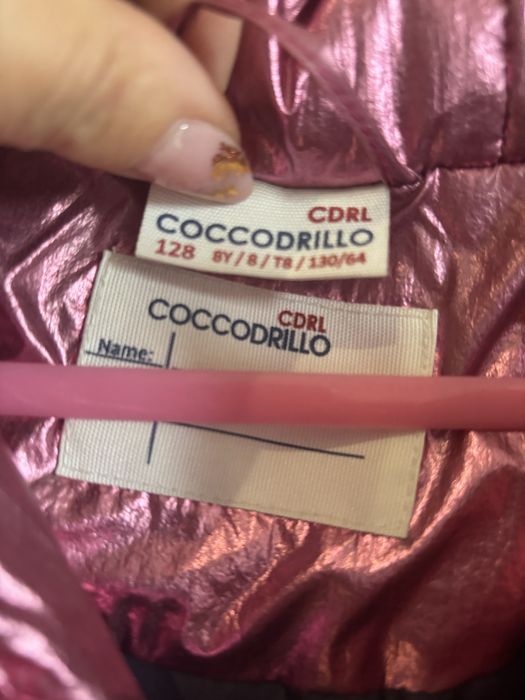 CDRL
COCCODRILLO
128 8Y / 8 / T8 / 130/64
CDRL
COCCODRILLO
Name: